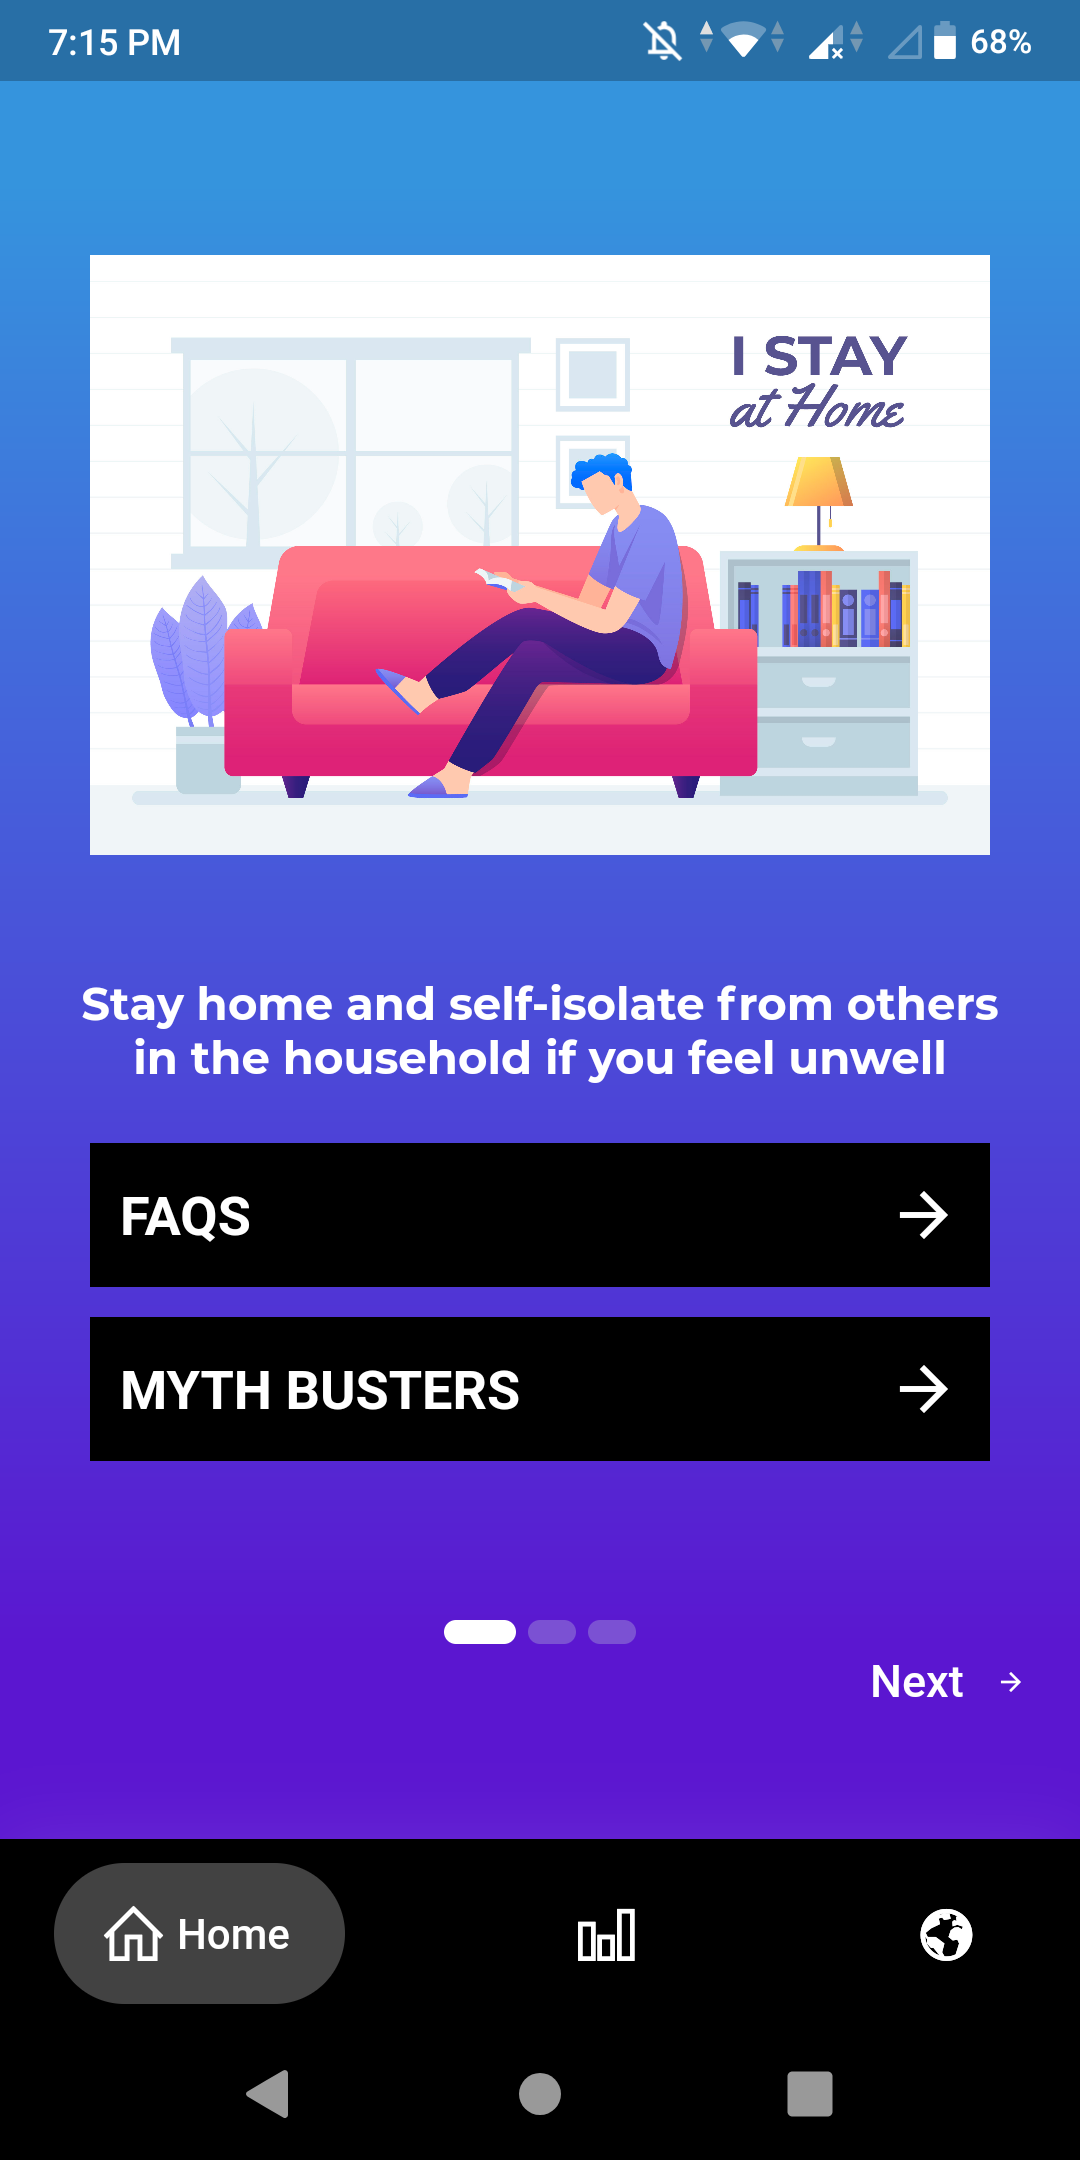 7:15 PM
68%
I STAY
at Home
Stay home and self-isolate from others
in the household if you feel unwell
FAQS
MYTH BUSTERS
Next
Home